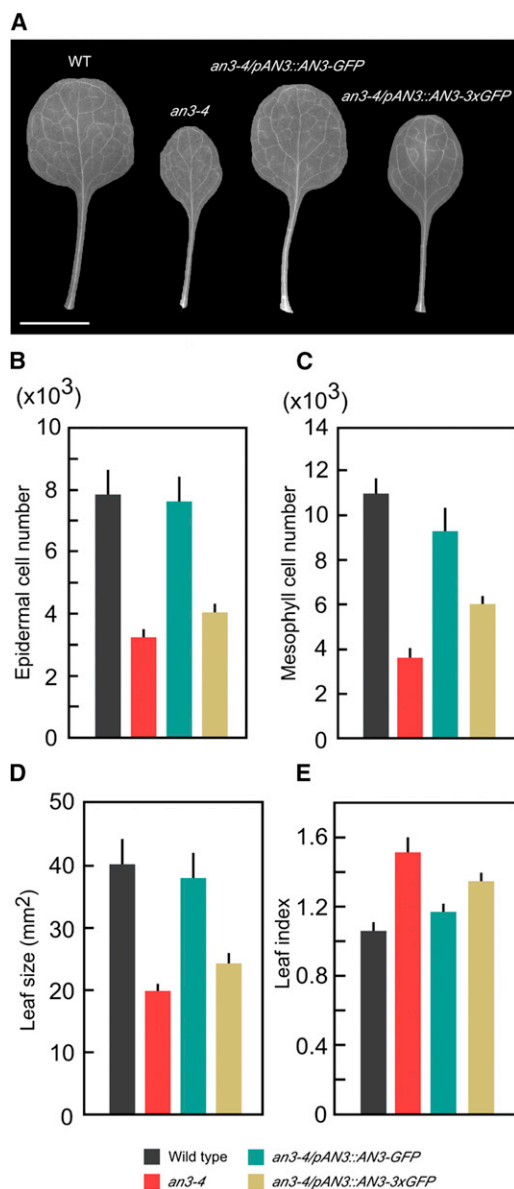 A
WT
an3-4
an3-4/pAN3::AN3-GFP
an3-4/pAN3::AN3-3xGFP
B
(x10³)
10
8
6
4
2
0
Epidermal cell number
C
(x10³)
14
12
10
8
6
4
2
0
Mesophyll cell number
D
50
40
30
20
10
0
Leaf size (mm²)
E
1.6
1.2
0.8
0.4
0
Leaf index
Wild type
an3-4/pAN3::AN3-GFP
an3-4
an3-4/pAN3::AN3-3xGFP